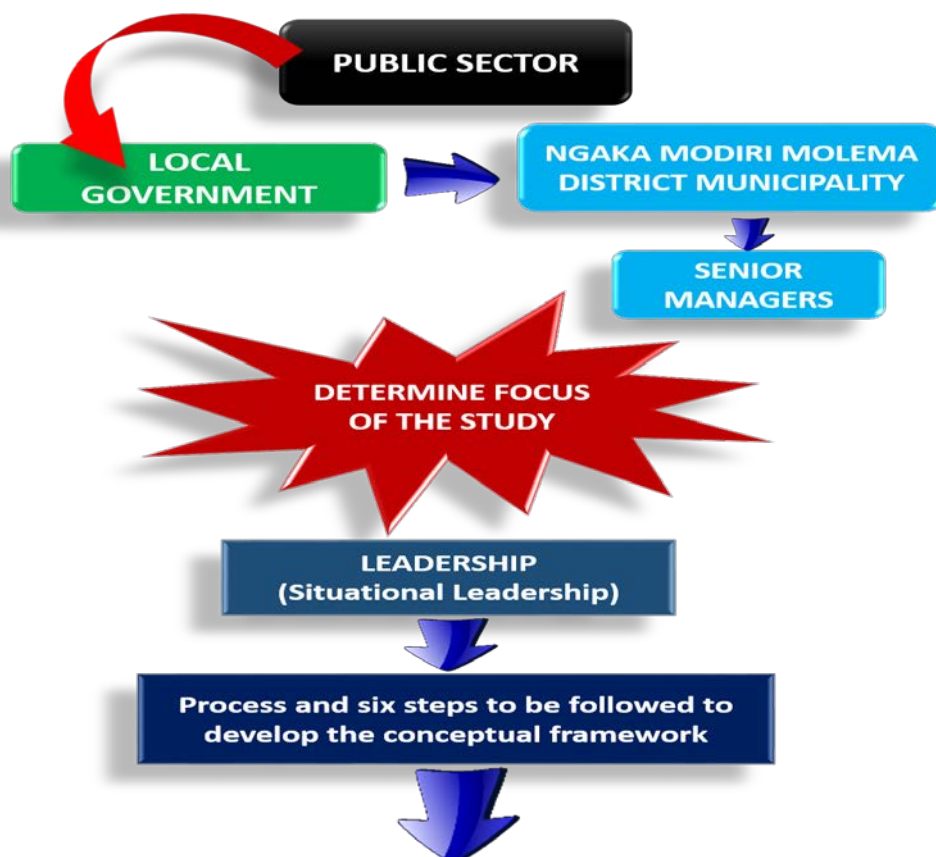 PUBLIC SECTOR
LOCAL
GOVERNMENT
NGAKA MODIRI MOLEMA
DISTRICT MUNICIPALITY
SENIOR
MANAGERS
DETERMINE FOCUS
OF THE STUDY
LEADERSHIP
(Situational Leadership)
Process and six steps to be followed to
develop the conceptual framework